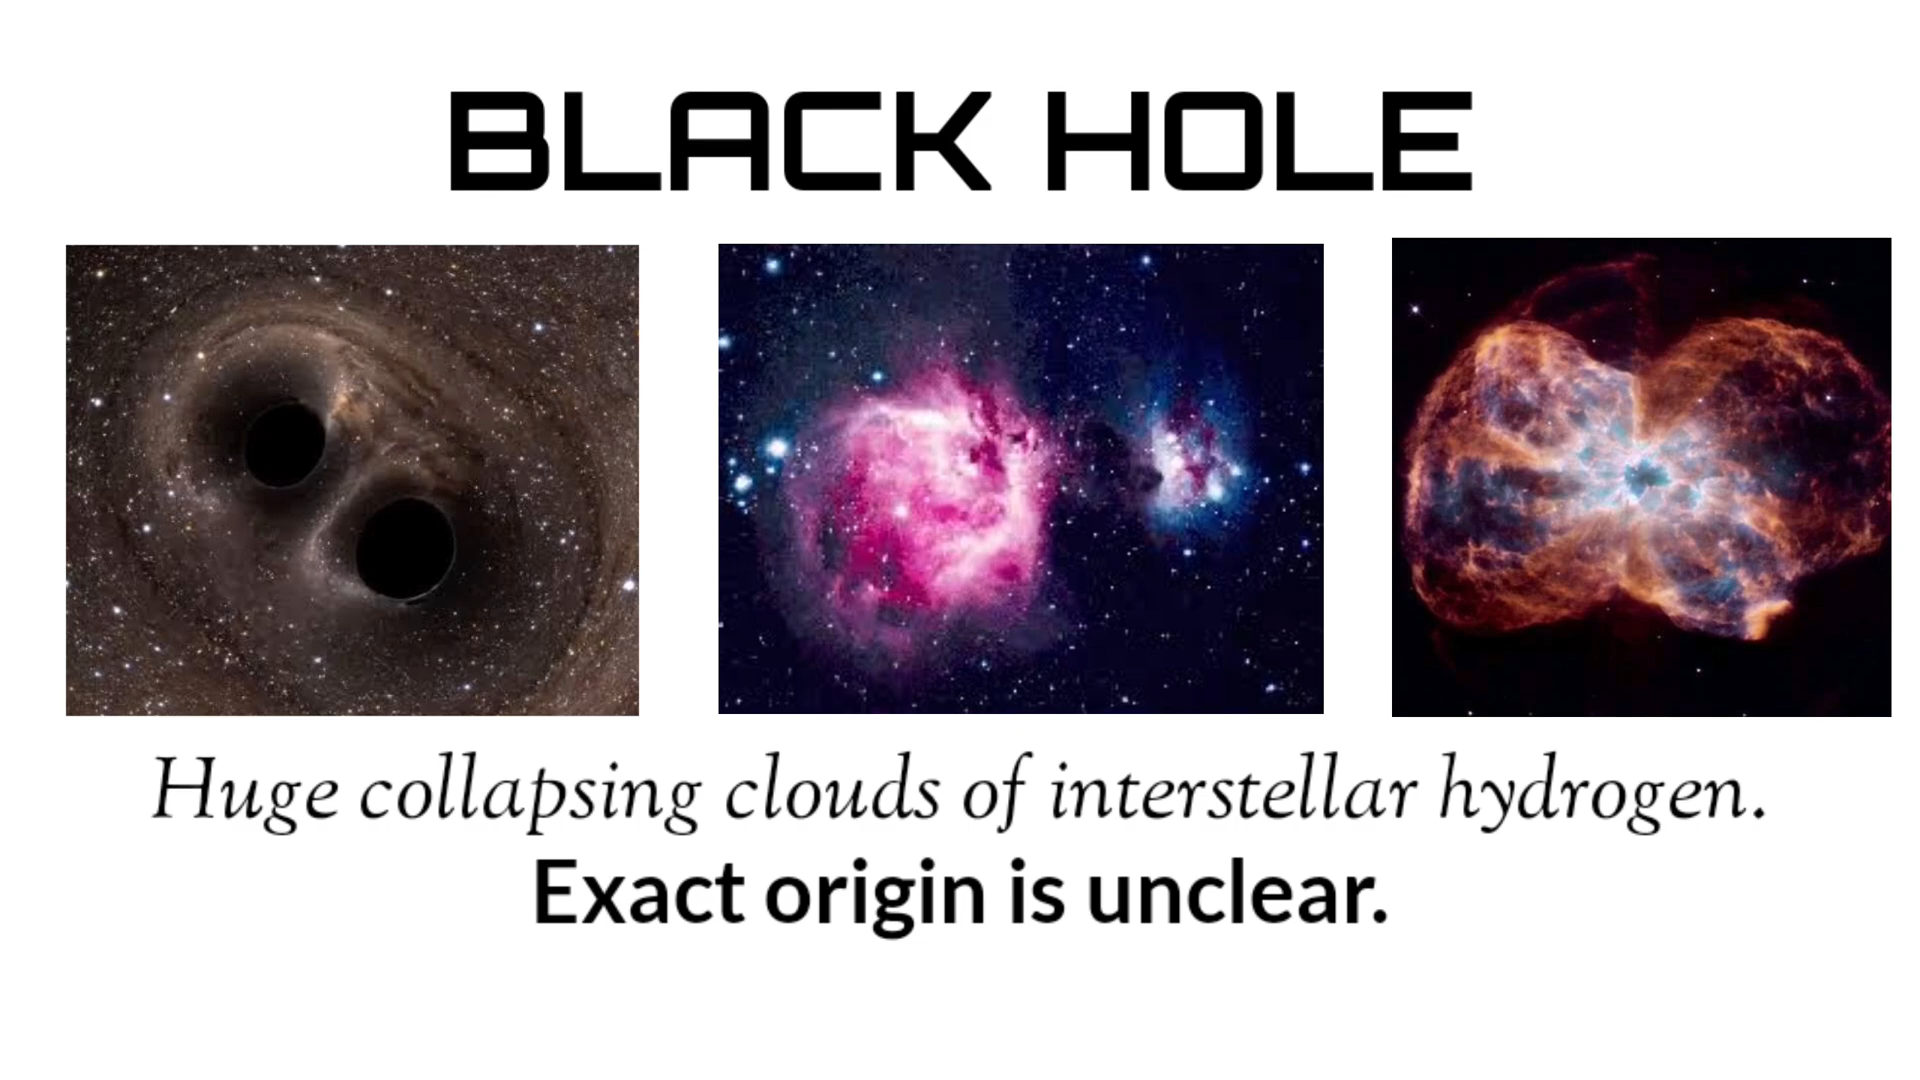 BLACK HOLE
Huge collapsing clouds of interstellar hydrogen.
Exact origin is unclear.